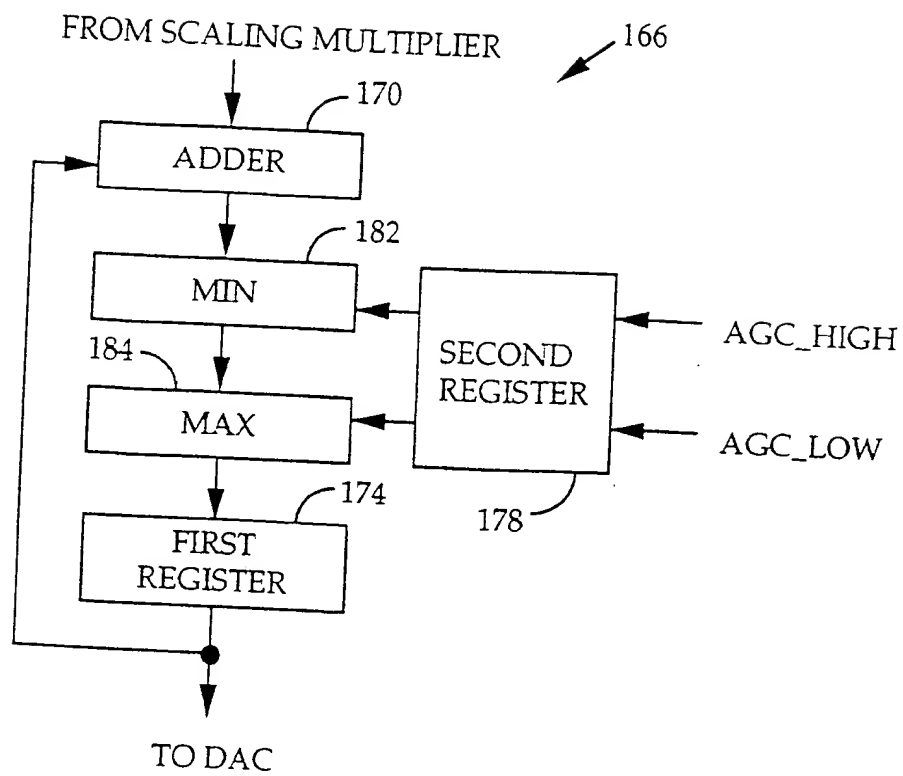 FROM SCALING MULTIPLIER
166
170
ADDER
182
MIN
SECOND
REGISTER
AGC_HIGH
184
MAX
AGC_LOW
174
178
FIRST
REGISTER
TO DAC